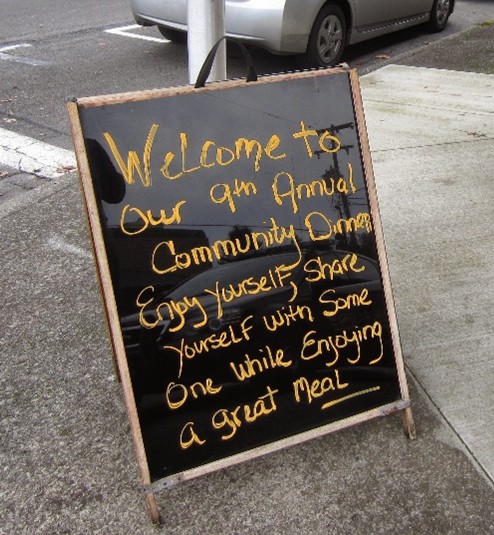 Welcome to
Our 9th Annual
Community Dinner
Enjoy Yourself, Share
Yourself with Some
One while Enjoying
a great Meal